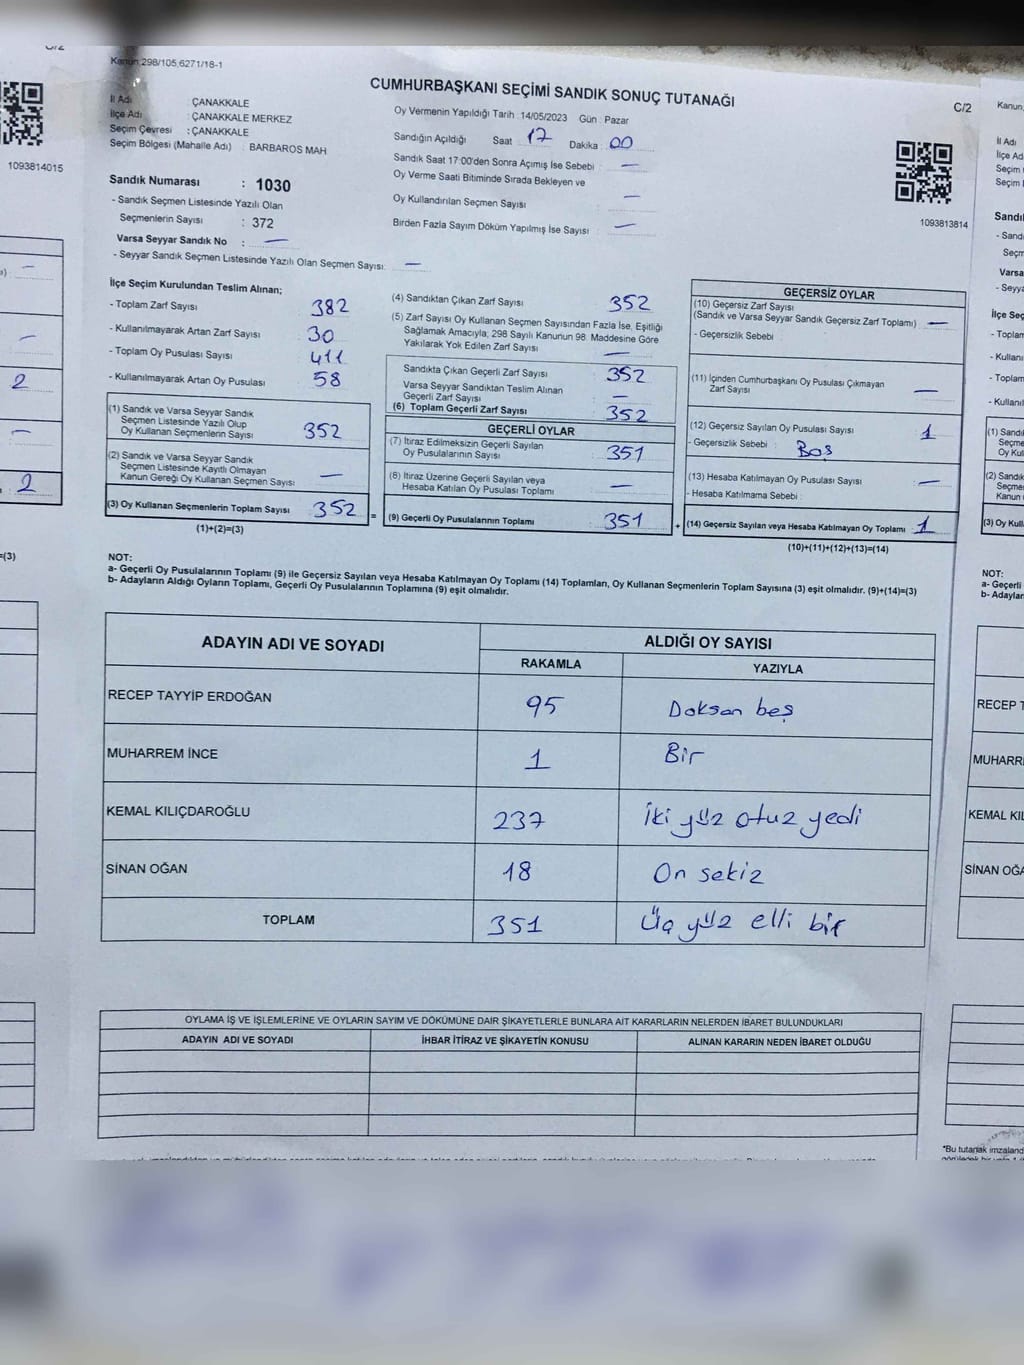 Kanun 298/105,6271/18-1
CUMHURBAŞKANI SEÇİMİ SANDIK SONUÇ TUTANAĞI
C/2
İl Adı : ÇANAKKALE
İlçe Adı : ÇANAKKALE MERKEZ
Seçim Çevresi : ÇANAKKALE
Seçim Bölgesi (Mahalle Adı) : BARBAROS MAH
Sandık Numarası : 1030
- Sandık Seçmen Listesinde Yazılı Olan
Seçmenlerin Sayısı : 372
Varsa Seyyar Sandık No : —
- Seyyar Sandık Seçmen Listesinde Yazılı Olan Seçmen Sayısı: —
Oy Vermenin Yapıldığı Tarih : 14/05/2023 Gün : Pazar
Sandığın Açıldığı Saat 17 Dakika : 00
Sandık Saat 17:00'den Sonra Açımış İse Sebebi : —
Oy Verme Saati Bitiminde Sırada Bekleyen ve
Oy Kullandırılan Seçmen Sayısı —
Birden Fazla Sayım Döküm Yapılmış İse Sayısı : —
1093813814
1093814015
İlçe Seçim Kurulundan Teslim Alınan;
- Toplam Zarf Sayısı 382
- Kullanılmayarak Artan Zarf Sayısı 30
- Toplam Oy Pusulası Sayısı 411
- Kullanılmayarak Artan Oy Pusulası 58
(1) Sandık ve Varsa Seyyar Sandık
Seçmen Listesinde Yazılı Olup
Oy Kullanan Seçmenlerin Sayısı 352
(2) Sandık ve Varsa Seyyar Sandık
Seçmen Listesinde Kayıtlı Olmayan
Kanun Gereği Oy Kullanan Seçmen Sayısı : —
(3) Oy Kullanan Seçmenlerin Toplam Sayısı 352 =
(1)+(2)=(3)
(4) Sandıktan Çıkan Zarf Sayısı 352
(5) Zarf Sayısı Oy Kullanan Seçmen Sayısından Fazla İse, Eşitliği
Sağlamak Amacıyla; 298 Sayılı Kanunun 98. Maddesine Göre
Yakılarak Yok Edilen Zarf Sayısı —
Sandıkta Çıkan Geçerli Zarf Sayısı : 352
Varsa Seyyar Sandıktan Teslim Alınan
Geçerli Zarf Sayısı —
(6) Toplam Geçerli Zarf Sayısı 352
GEÇERLİ OYLAR
(7) İtiraz Edilmeksizin Geçerli Sayılan
Oy Pusulalarının Sayısı : 351
(8) İtiraz Üzerine Geçerli Sayılan veya
Hesaba Katılan Oy Pusulası Toplamı : —
(9) Geçerli Oy Pusulalarının Toplamı : 351 +
GEÇERSİZ OYLAR
(10) Geçersiz Zarf Sayısı
(Sandık ve Varsa Seyyar Sandık Geçersiz Zarf Toplamı) : —
- Geçersizlik Sebebi :
(11) İçinden Cumhurbaşkanı Oy Pusulası Çıkmayan
Zarf Sayısı —
(12) Geçersiz Sayılan Oy Pusulası Sayısı 1
- Geçersizlik Sebebi : Boş
(13) Hesaba Katılmayan Oy Pusulası Sayısı : —
- Hesaba Katılmama Sebebi :
(14) Geçersiz Sayılan veya Hesaba Katılmayan Oy Toplamı : 1
(10)+(11)+(12)+(13)=(14)
NOT:
a- Geçerli Oy Pusulalarının Toplamı (9) ile Geçersiz Sayılan veya Hesaba Katılmayan Oy Toplamı (14) Toplamları, Oy Kullanan Seçmenlerin Toplam Sayısına (3) eşit olmalıdır. (9)+(14)=(3)
b- Adayların Aldığı Oyların Toplamı, Geçerli Oy Pusulalarının Toplamına (9) eşit olmalıdır.
ADAYIN ADI VE SOYADI ALDIĞI OY SAYISI
RAKAMLA YAZIYLA
RECEP TAYYİP ERDOĞAN 95 Doksan beş
MUHARREM İNCE 1 Bir
KEMAL KILIÇDAROĞLU 237 İki yüz otuz yedi
SİNAN OĞAN 18 On sekiz
TOPLAM 351 Üç yüz elli bir
OYLAMA İŞ VE İŞLEMLERİNE VE OYLARIN SAYIM VE DÖKÜMÜNE DAİR ŞİKAYETLERLE BUNLARA AİT KARARLARIN NELERDEN İBARET BULUNDUKLARI
ADAYIN ADI VE SOYADI İHBAR İTİRAZ VE ŞİKAYETİN KONUSU ALINAN KARARIN NEDEN İBARET OLDUĞU